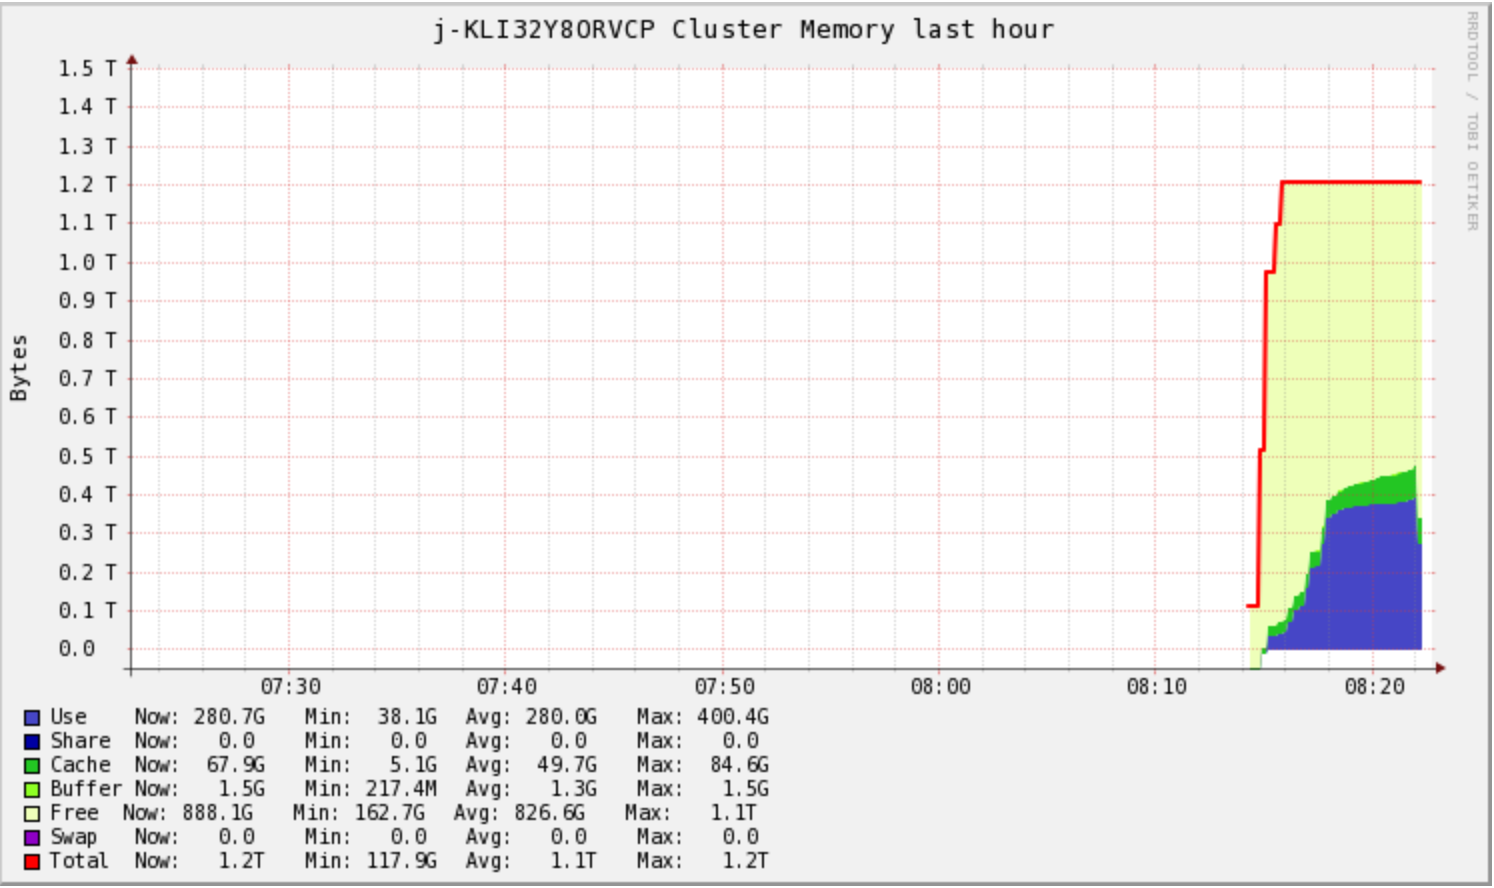 j-KLI32Y8ORVCP Cluster Memory last hour
RRDTOOL / TOBI OETIKER
Bytes
1.5 T
1.4 T
1.3 T
1.2 T
1.1 T
1.0 T
0.9 T
0.8 T
0.7 T
0.6 T
0.5 T
0.4 T
0.3 T
0.2 T
0.1 T
0.0
07:30 07:40 07:50 08:00 08:10 08:20
Use Now: 280.7G Min: 38.1G Avg: 280.0G Max: 400.4G
Share Now: 0.0 Min: 0.0 Avg: 0.0 Max: 0.0
Cache Now: 67.9G Min: 5.1G Avg: 49.7G Max: 84.6G
Buffer Now: 1.5G Min: 217.4M Avg: 1.3G Max: 1.5G
Free Now: 888.1G Min: 162.7G Avg: 826.6G Max: 1.1T
Swap Now: 0.0 Min: 0.0 Avg: 0.0 Max: 0.0
Total Now: 1.2T Min: 117.9G Avg: 1.1T Max: 1.2T